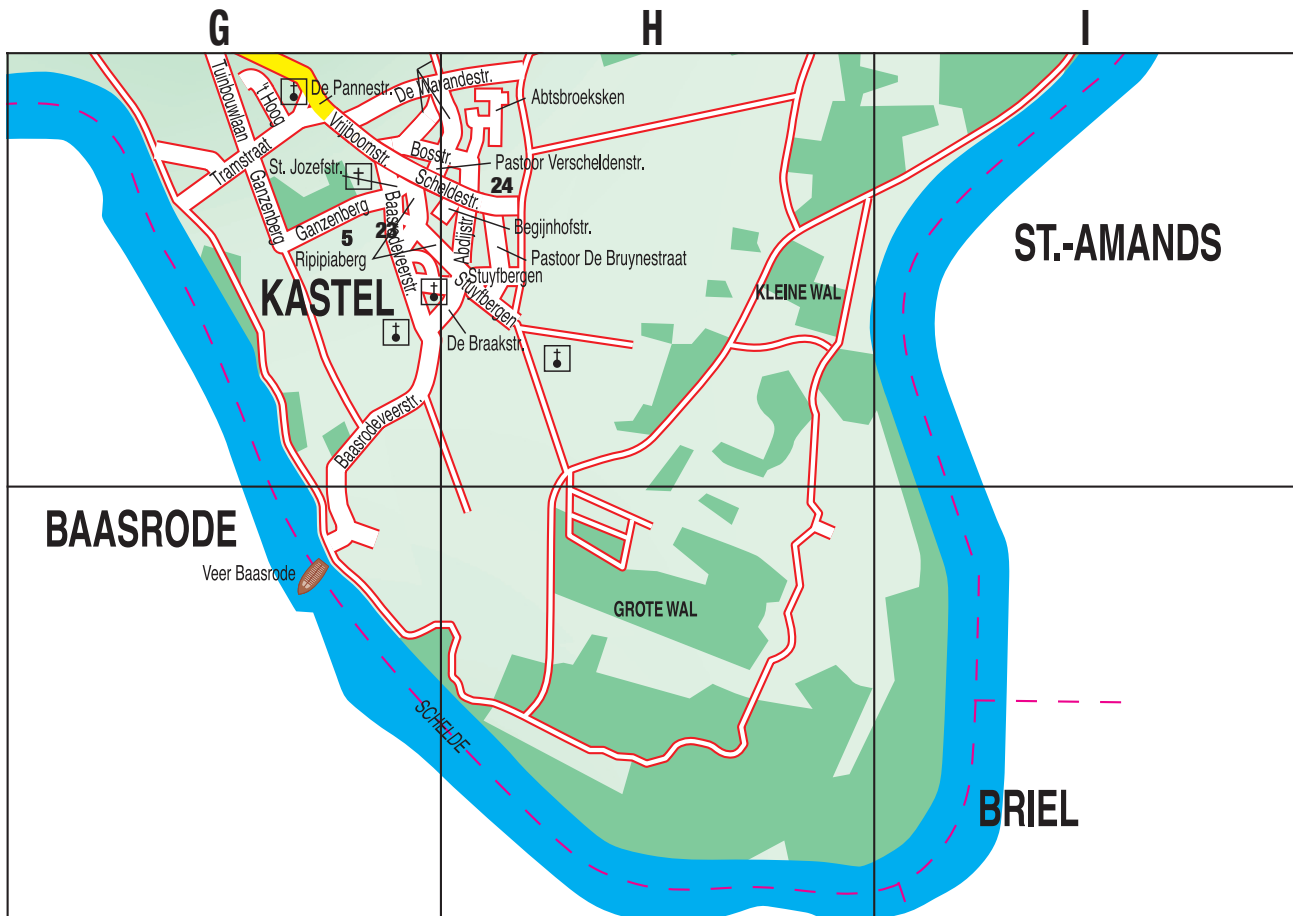 G
H
I
Tuinbouwlaan
't Hoog
De Pannestr.
De Warandestr.
Abtsbroeksken
Vrijboomstr.
Tramstraat
Bosstr.
Pastoor Verscheldenstr.
St. Jozefstr.
Scheldestr.
24
Ganzenberg
Ganzenberg
Baasrodeveerstr.
Abdijstr.
Begijnhofstr.
5
23
Ripipiaberg
Pastoor De Bruynestraat
ST.-AMANDS
Stuyfbergen
Stuyfbergen
KASTEL
KLEINE WAL
De Braakstr.
Baasrodeveerstr.
BAASRODE
Veer Baasrode
GROTE WAL
SCHELDE
BRIEL